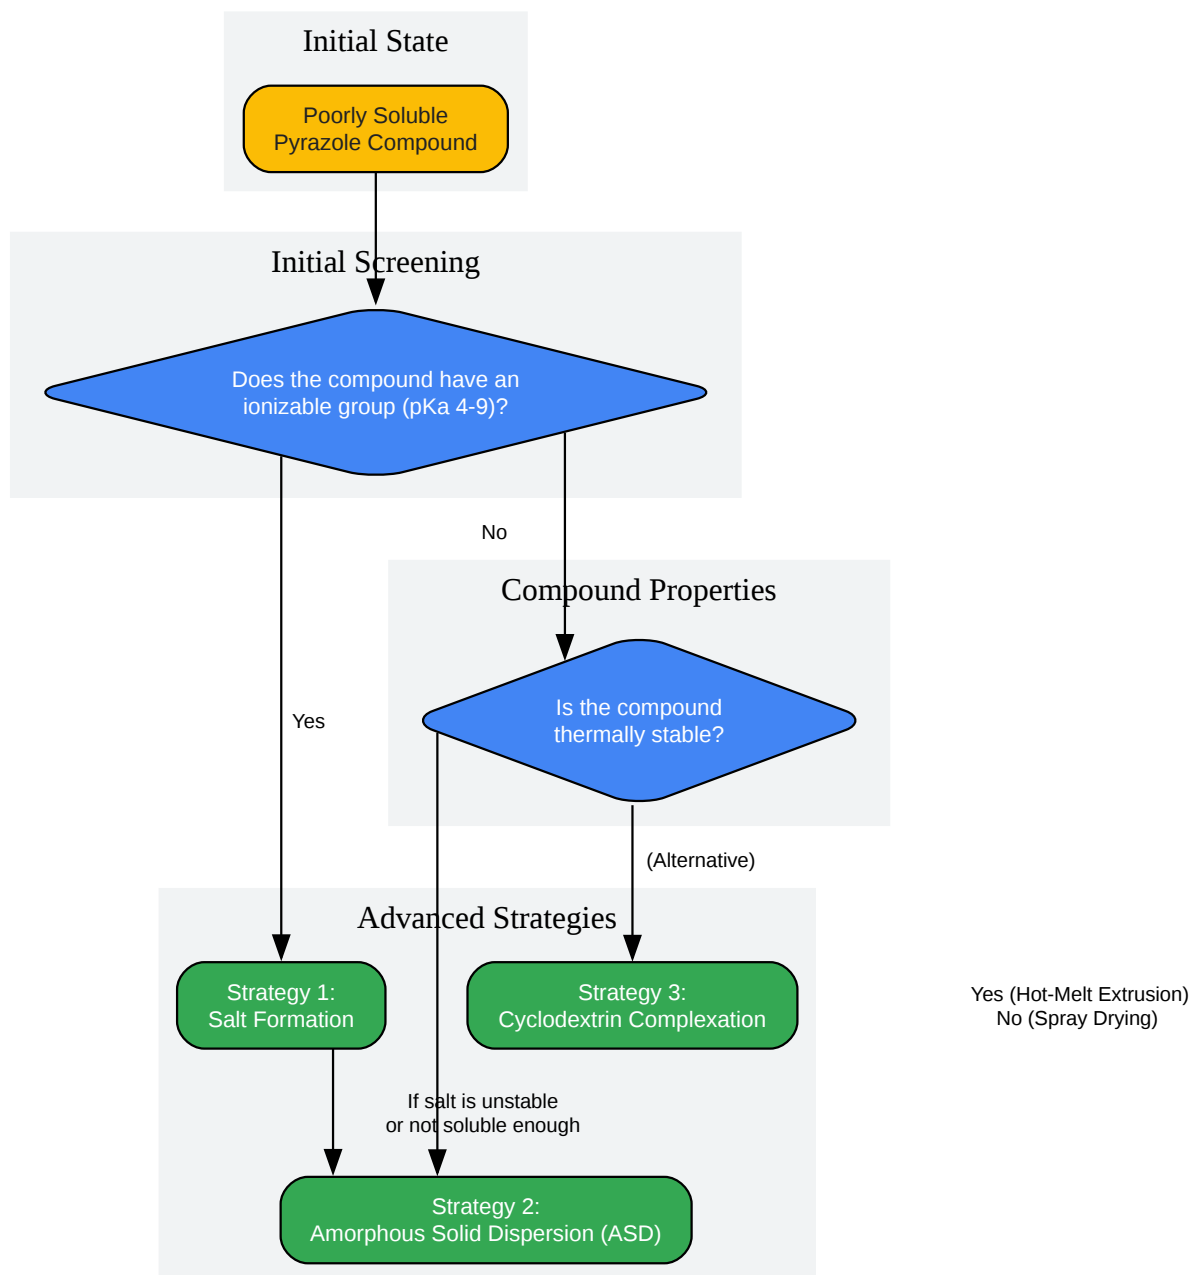 Initial State
Poorly Soluble
Pyrazole Compound
Initial Screening
Does the compound have an
ionizable group (pKa 4-9)?
No
Compound Properties
Yes
Is the compound
thermally stable?
(Alternative)
Advanced Strategies
Strategy 1:
Salt Formation
Strategy 3:
Cyclodextrin Complexation
Yes (Hot-Melt Extrusion)
No (Spray Drying)
If salt is unstable
or not soluble enough
Strategy 2:
Amorphous Solid Dispersion (ASD)